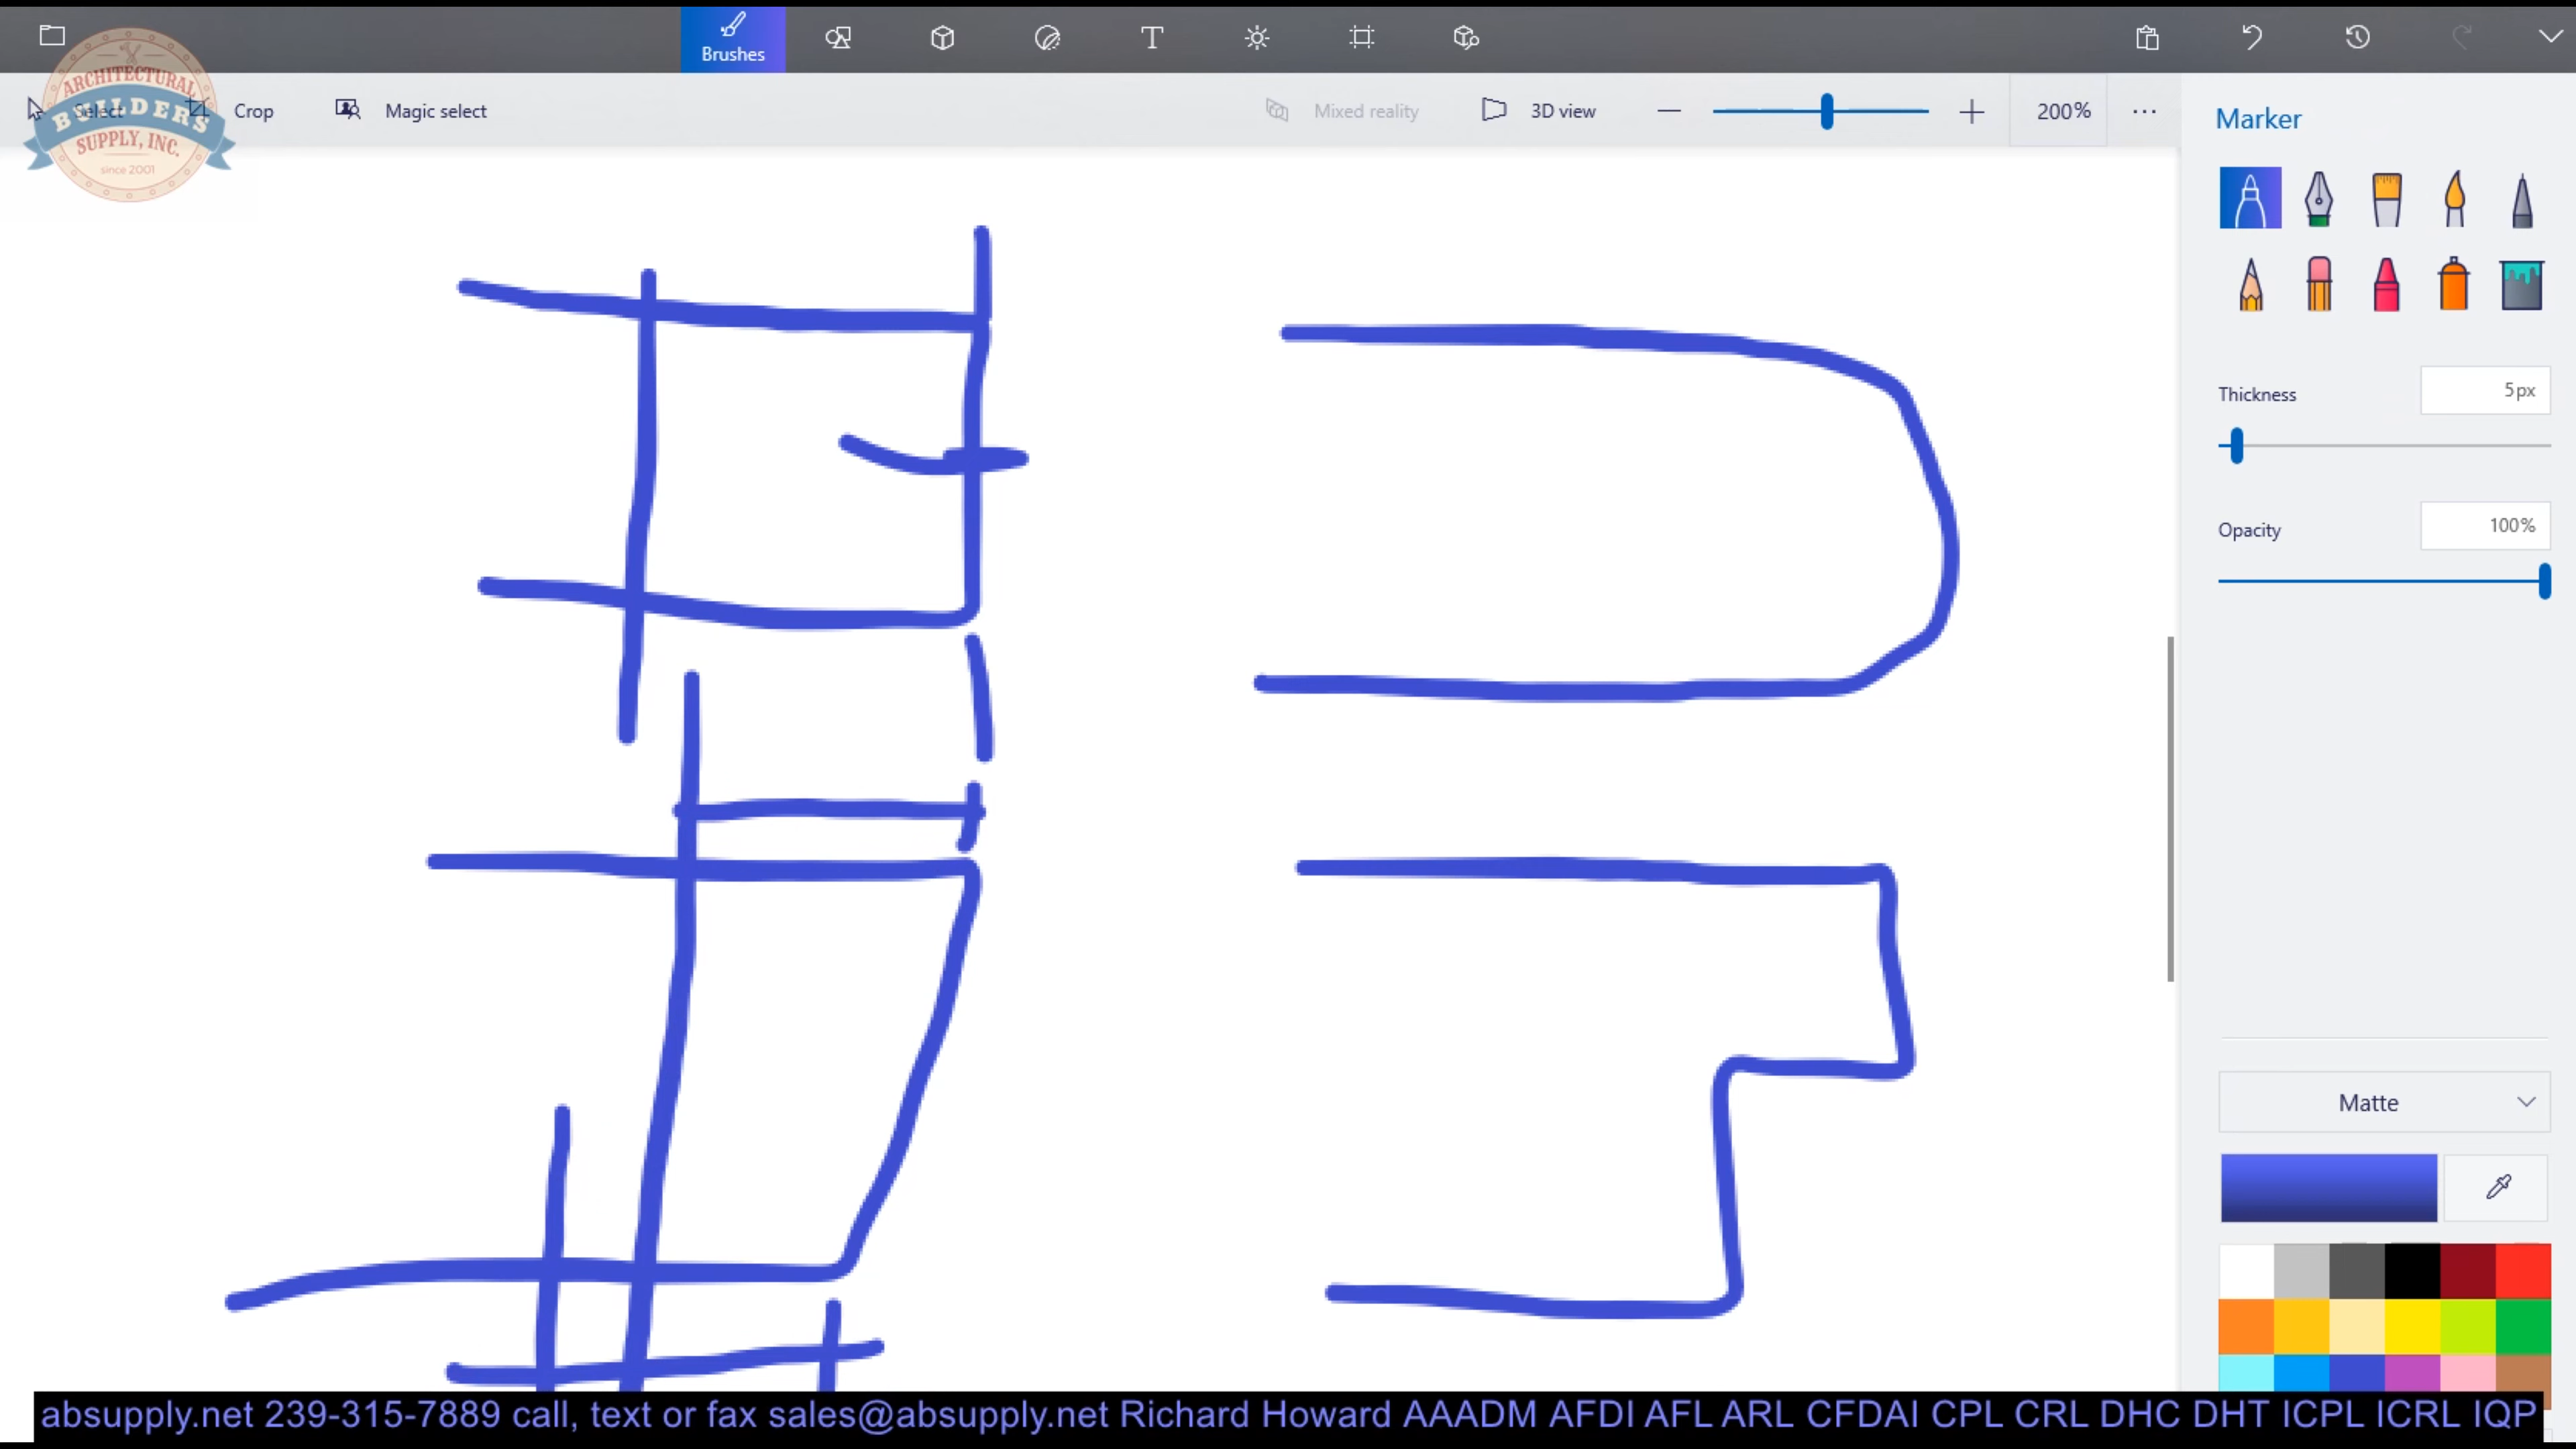 Brushes
ARCHITECTURAL
BUILDERS
SUPPLY, INC.
since 2001
Select
Crop
Magic select
Mixed reality
3D view
200%
Marker
Thickness
5px
Opacity
100%
Matte
absupply.net 239-315-7889 call, text or fax sales@absupply.net Richard Howard AAADM AFDI AFL ARL CFDAI CPL CRL DHC DHT ICPL ICRL IQP